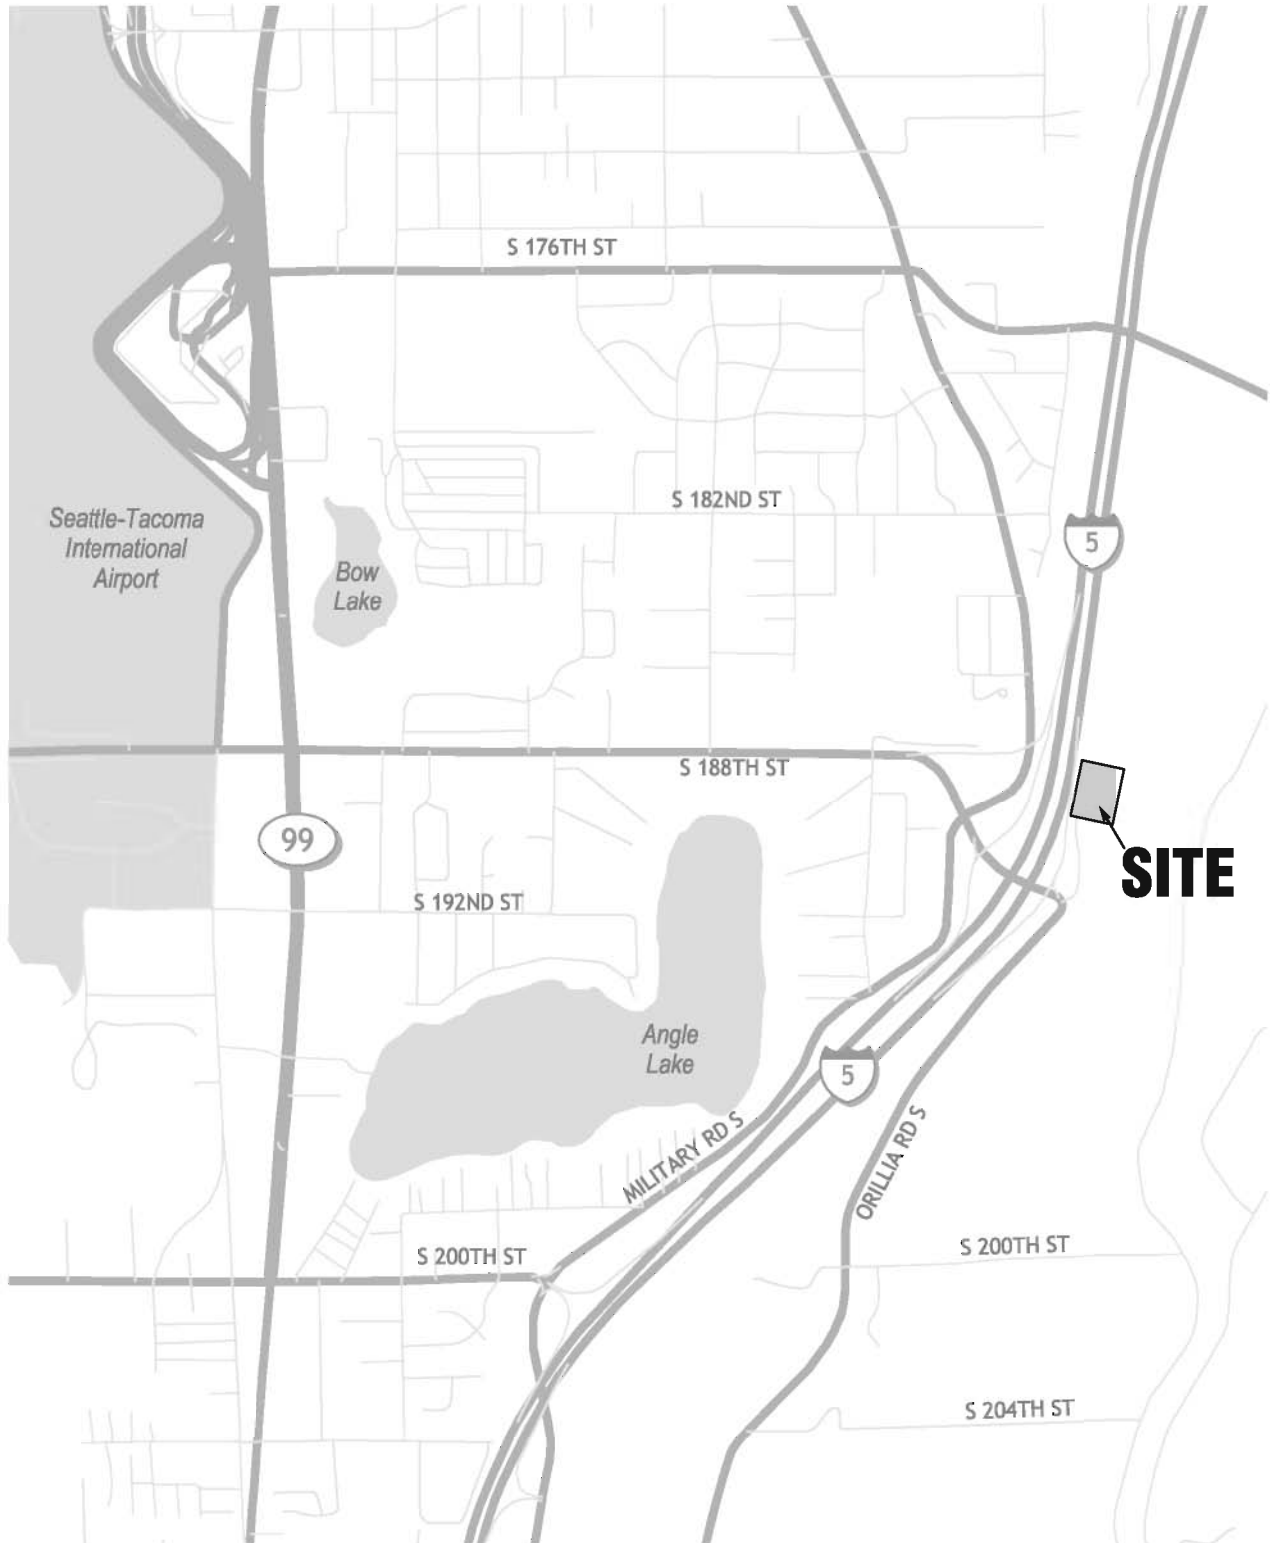 S 176TH ST
S 182ND ST
Seattle-Tacoma
International
Airport
5
Bow
Lake
S 188TH ST
99
SITE
S 192ND ST
Angle
Lake
5
MILITARY RD S
ORILLIA RD S
S 200TH ST
S 200TH ST
S 204TH ST